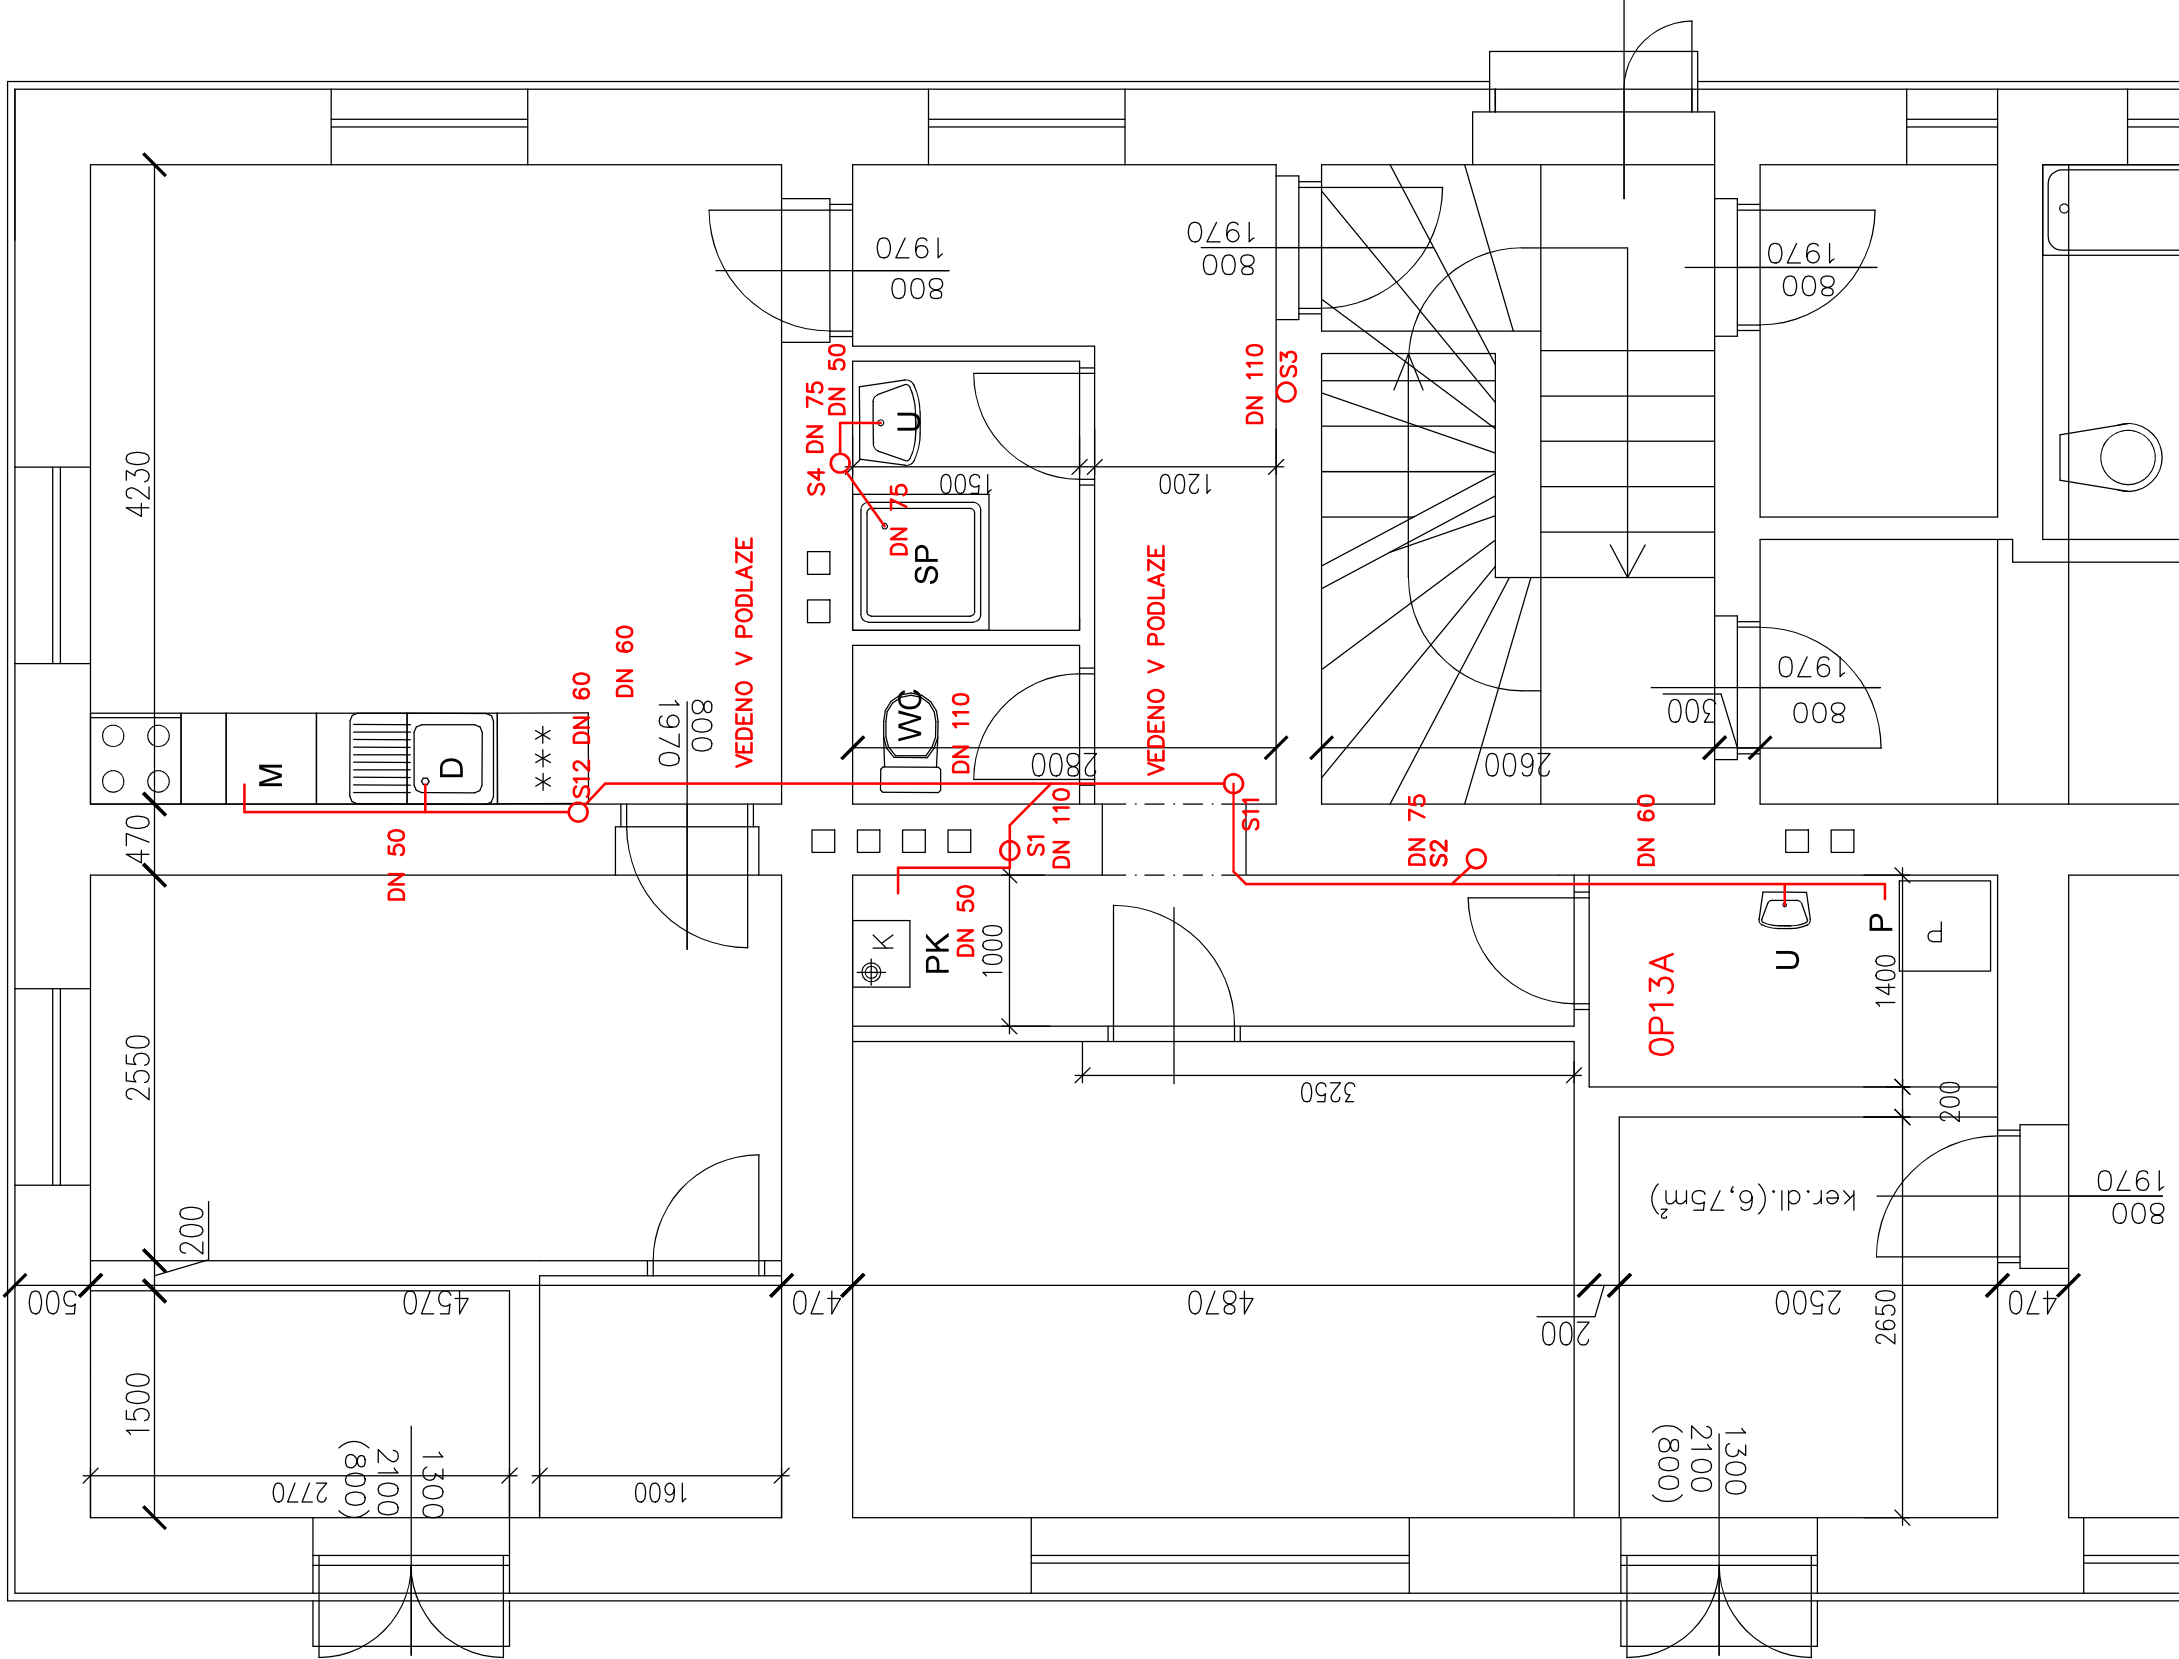 1970
800
1970
800
1970
800
DN 110
S3
S4 DN 75
DN 50
U
4230
1500
1200
DN 75
SP
VEDENO V PODLAZE
VEDENO V PODLAZE
DN 60
S12 DN 60
800
1970
WC
DN 110
2800
2600
300
1970
800
M
D
***
470
DN 50
S1
DN 110
S11
DN 75
S2
DN 60
K
PK
DN 50
1000
OP13A
U
P
P
1400
2550
3250
200
200
ker.dl.(6,75m²)
1970
800
500
4570
470
4870
200
2500
2650
470
1500
2770
(800)
2100
1300
1600
(800)
2100
1300